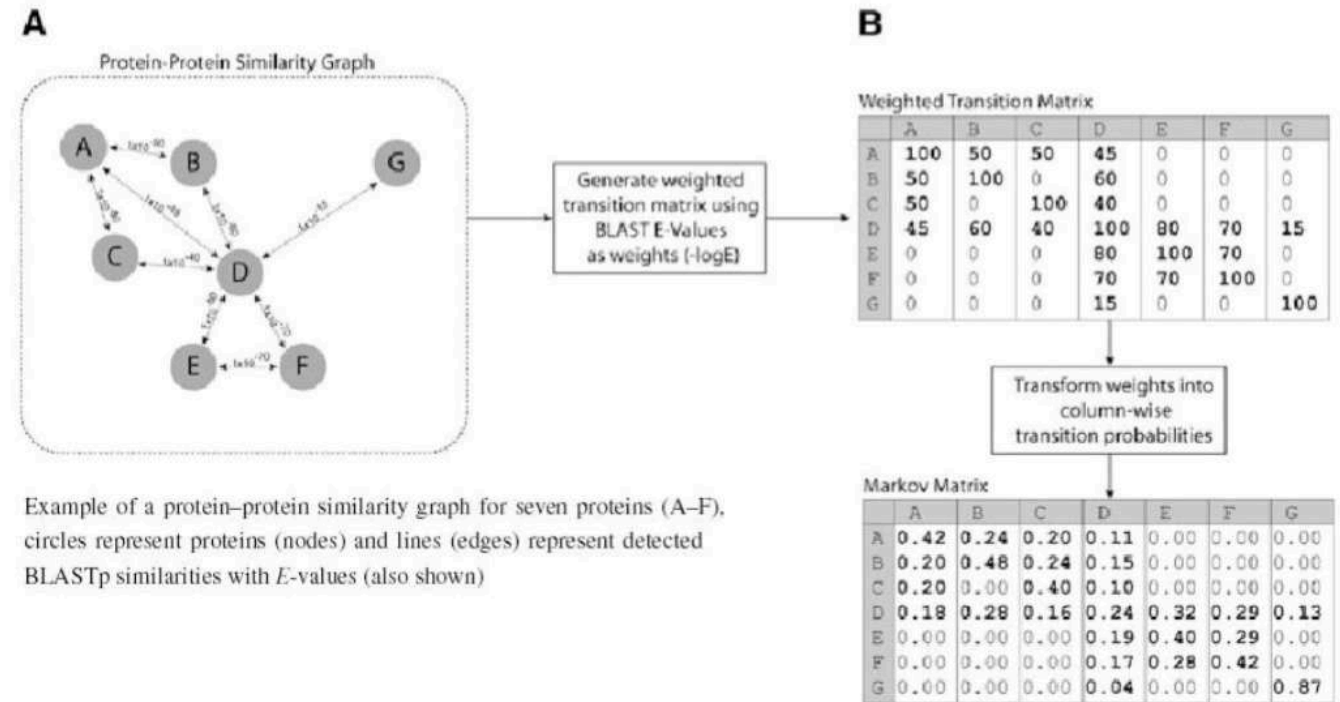 A
Protein-Protein Similarity Graph
A
B
G
C
D
E
F
Example of a protein–protein similarity graph for seven proteins (A–F),
circles represent proteins (nodes) and lines (edges) represent detected
BLASTp similarities with E-values (also shown)
Generate weighted
transition matrix using
BLAST E-Values
as weights (-logE)
B
Weighted Transition Matrix
A B C D E F G
A 100 50 50 45 0 0 0
B 50 100 0 60 0 0 0
C 50 0 100 40 0 0 0
D 45 60 40 100 80 70 15
E 0 0 0 80 100 70 0
F 0 0 0 70 70 100 0
G 0 0 0 15 0 0 100
Transform weights into
column-wise
transition probabilities
Markov Matrix
A B C D E F G
A 0.42 0.24 0.20 0.11 0.00 0.00 0.00
B 0.20 0.48 0.24 0.15 0.00 0.00 0.00
C 0.20 0.00 0.40 0.10 0.00 0.00 0.00
D 0.18 0.28 0.16 0.24 0.32 0.29 0.13
E 0.00 0.00 0.00 0.19 0.40 0.29 0.00
F 0.00 0.00 0.00 0.17 0.28 0.42 0.00
G 0.00 0.00 0.00 0.04 0.00 0.00 0.87